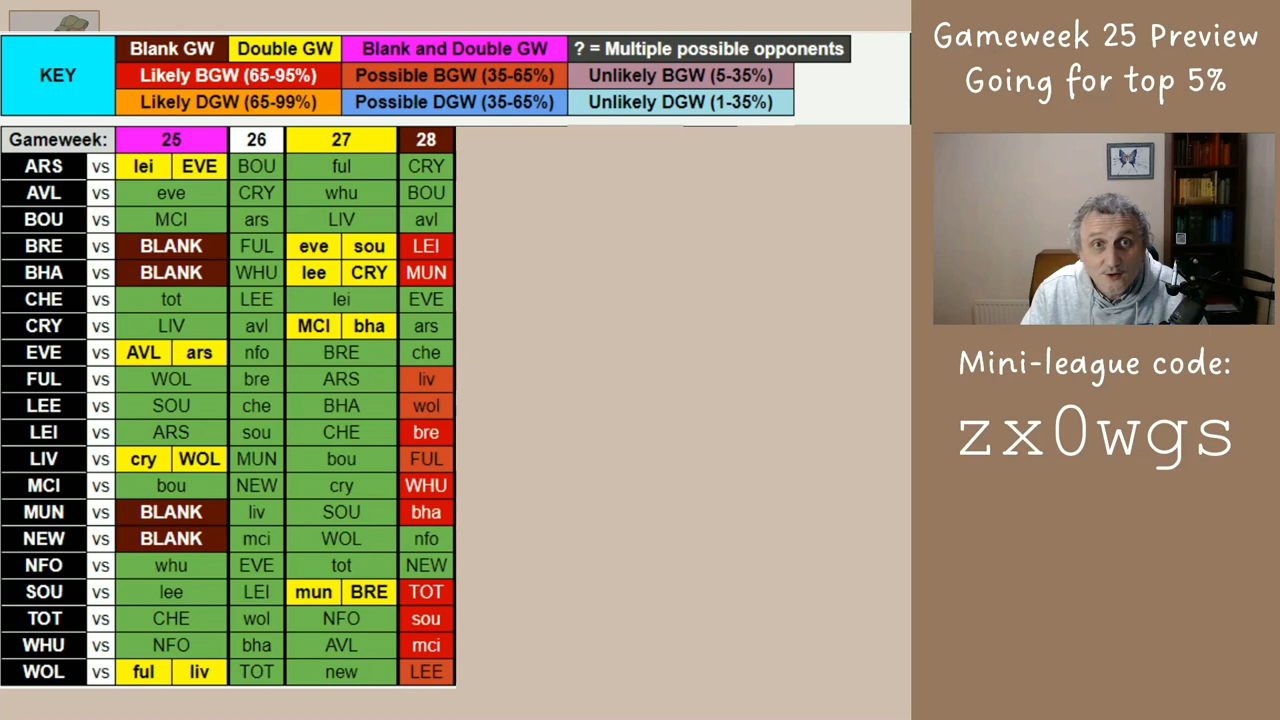 KEY Blank GW Double GW Blank and Double GW ? = Multiple possible opponents
Likely BGW (65-95%) Possible BGW (35-65%) Unlikely BGW (5-35%)
Likely DGW (65-99%) Possible DGW (35-65%) Unlikely DGW (1-35%)
Gameweek: 25 26 27 28
ARS vs lei EVE BOU ful CRY
AVL vs eve CRY whu BOU
BOU vs MCI ars LIV avl
BRE vs BLANK FUL eve sou LEI
BHA vs BLANK WHU lee CRY MUN
CHE vs tot LEE lei EVE
CRY vs LIV avl MCI bha ars
EVE vs AVL ars nfo BRE che
FUL vs WOL bre ARS liv
LEE vs SOU che BHA wol
LEI vs ARS sou CHE bre
LIV vs cry WOL MUN bou FUL
MCI vs bou NEW cry WHU
MUN vs BLANK liv SOU bha
NEW vs BLANK mci WOL nfo
NFO vs whu EVE tot NEW
SOU vs lee LEI mun BRE TOT
TOT vs CHE wol NFO sou
WHU vs NFO bha AVL mci
WOL vs ful liv TOT new LEE
Gameweek 25 Preview
Going for top 5%
Mini-league code:
zx0wgs